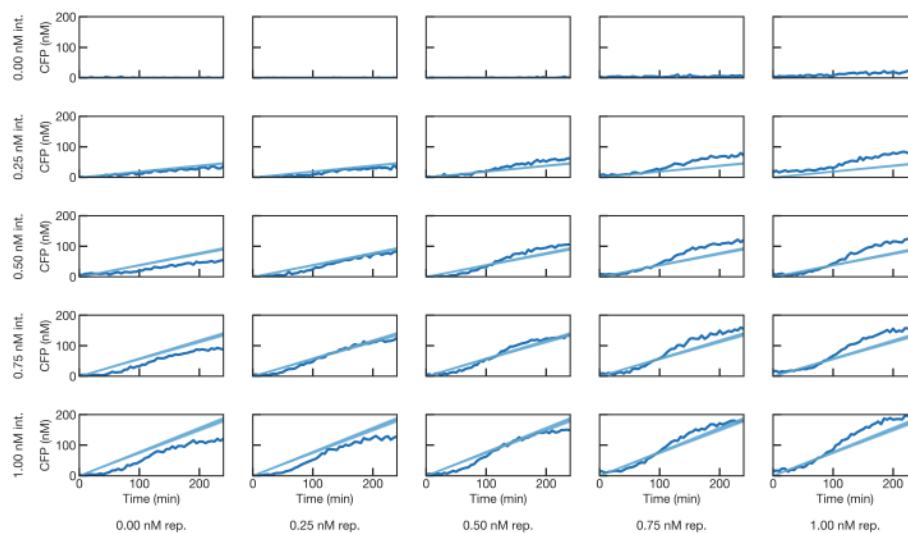 0.00 nM int.
CFP (nM)
200
100
0
0.25 nM int.
CFP (nM)
200
100
0
0.50 nM int.
CFP (nM)
200
100
0
0.75 nM int.
CFP (nM)
200
100
0
1.00 nM int.
CFP (nM)
200
100
0
0 100 200 0 100 200 0 100 200 0 100 200 0 100 200
Time (min) Time (min) Time (min) Time (min) Time (min)
0.00 nM rep. 0.25 nM rep. 0.50 nM rep. 0.75 nM rep. 1.00 nM rep.